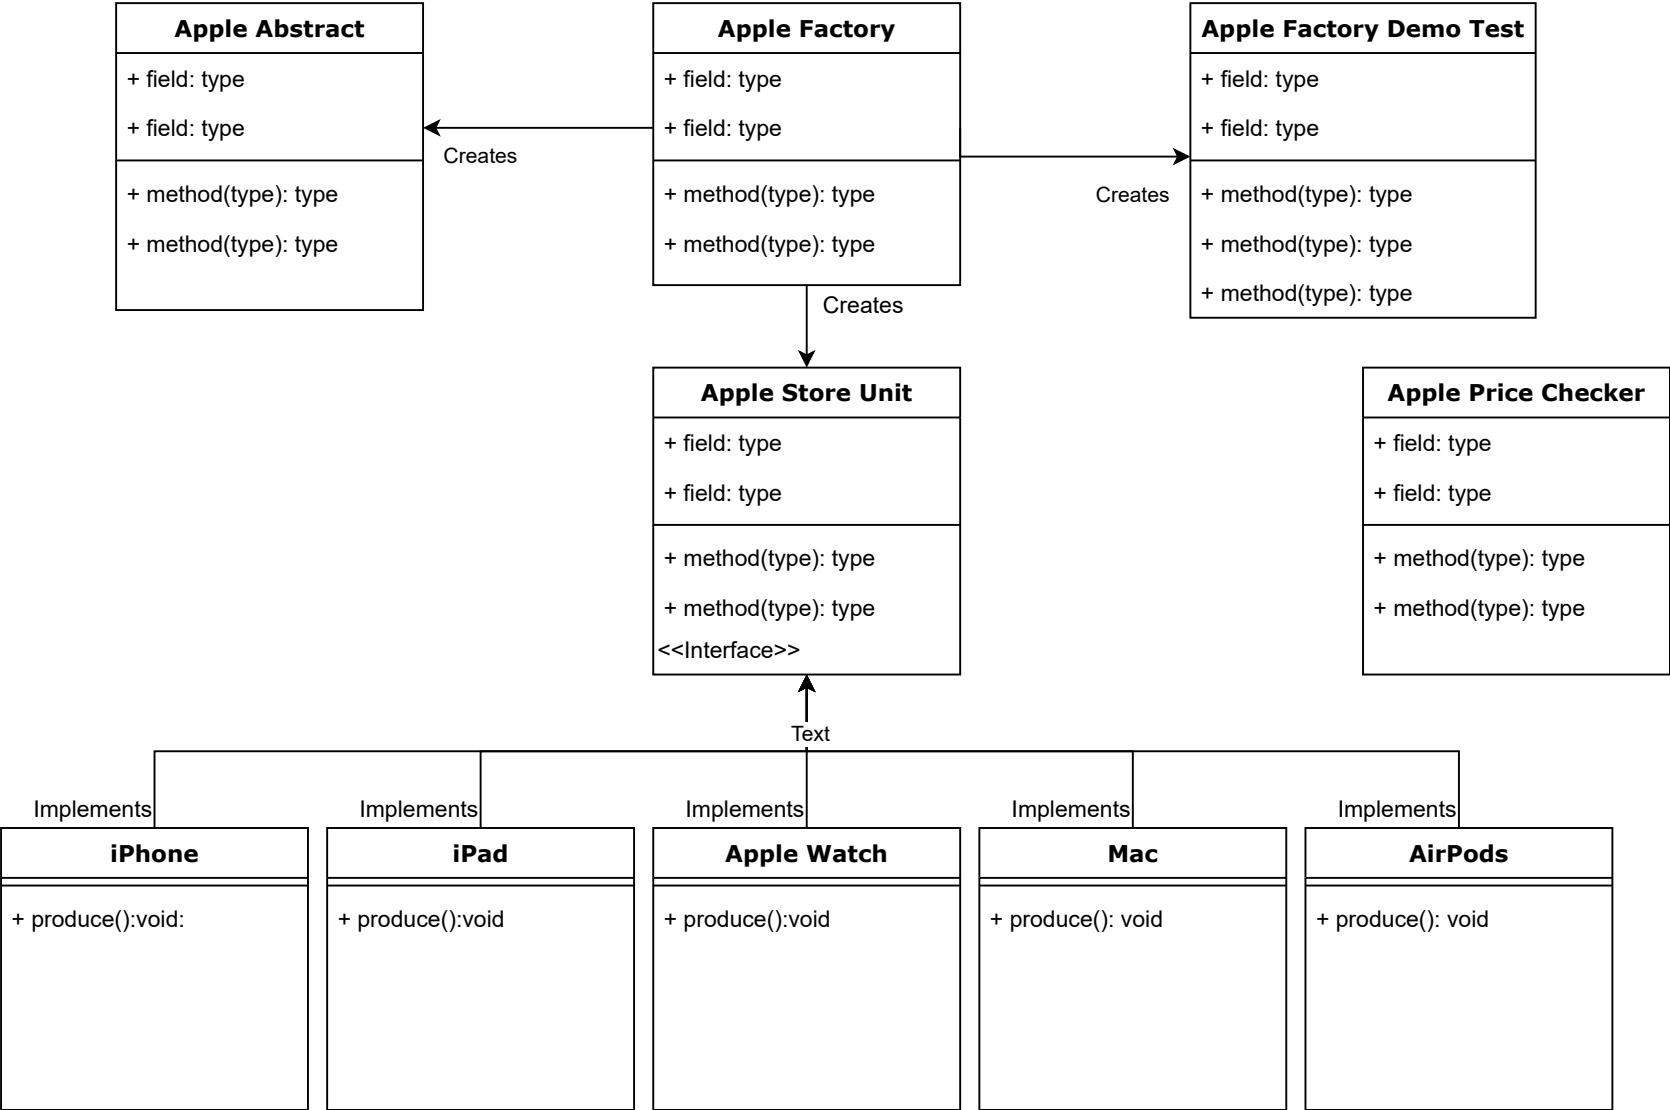 Apple Abstract
+ field: type
+ field: type
+ method(type): type
+ method(type): type
Creates
Apple Factory
+ field: type
+ field: type
+ method(type): type
+ method(type): type
Creates
Apple Factory Demo Test
+ field: type
+ field: type
+ method(type): type
+ method(type): type
+ method(type): type
Creates
Apple Store Unit
+ field: type
+ field: type
+ method(type): type
+ method(type): type
<<Interface>>
Apple Price Checker
+ field: type
+ field: type
+ method(type): type
+ method(type): type
Text
Implements
Implements
Implements
Implements
Implements
iPhone
+ produce():void:
iPad
+ produce():void
Apple Watch
+ produce():void
Mac
+ produce(): void
AirPods
+ produce(): void